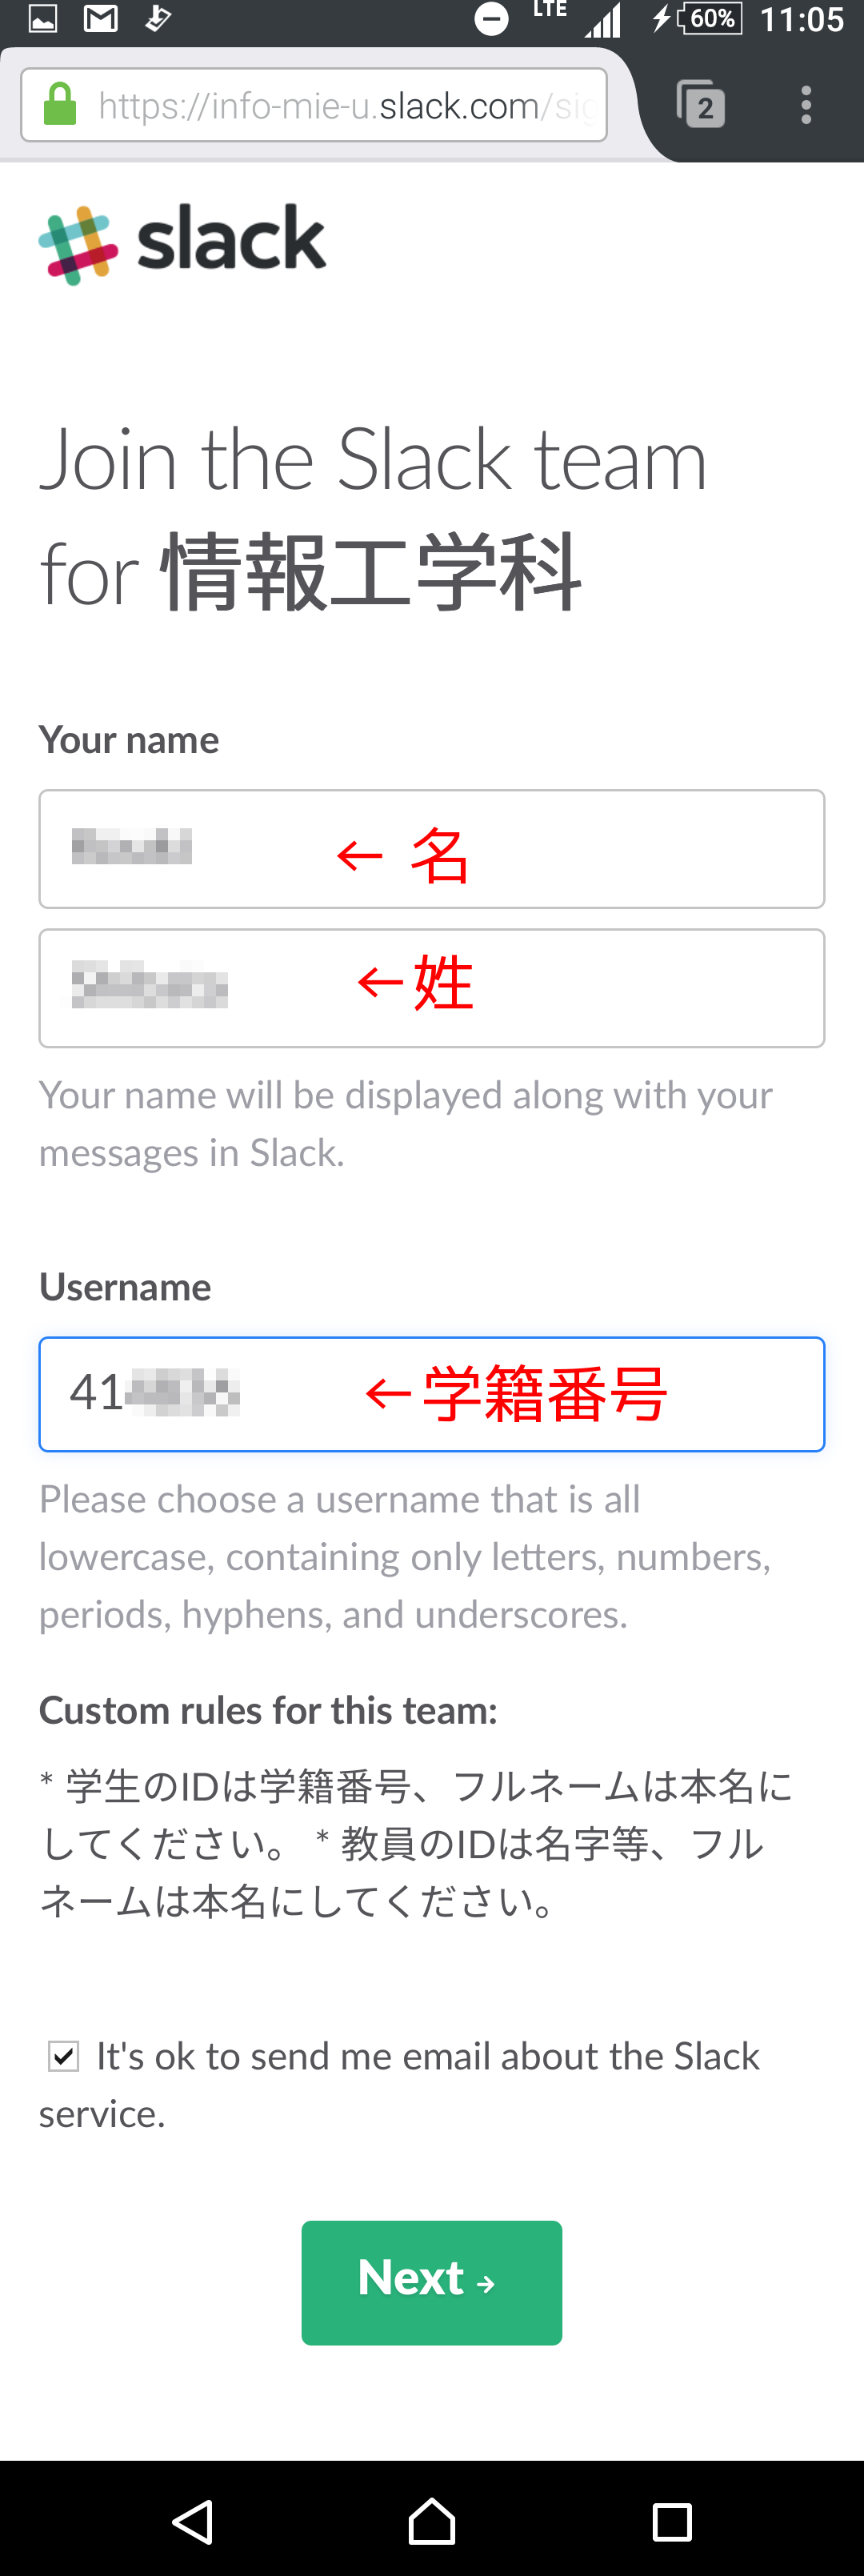 LTE 60% 11:05
https://info-mie-u.slack.com/sig
2
slack
Join the Slack team
for 情報工学科
Your name
← 名
←姓
Your name will be displayed along with your
messages in Slack.
Username
41 ←学籍番号
Please choose a username that is all
lowercase, containing only letters, numbers,
periods, hyphens, and underscores.
Custom rules for this team:
* 学生のIDは学籍番号、フルネームは本名に
してください。 * 教員のIDは名字等、フル
ネームは本名にしてください。
It's ok to send me email about the Slack
service.
Next →